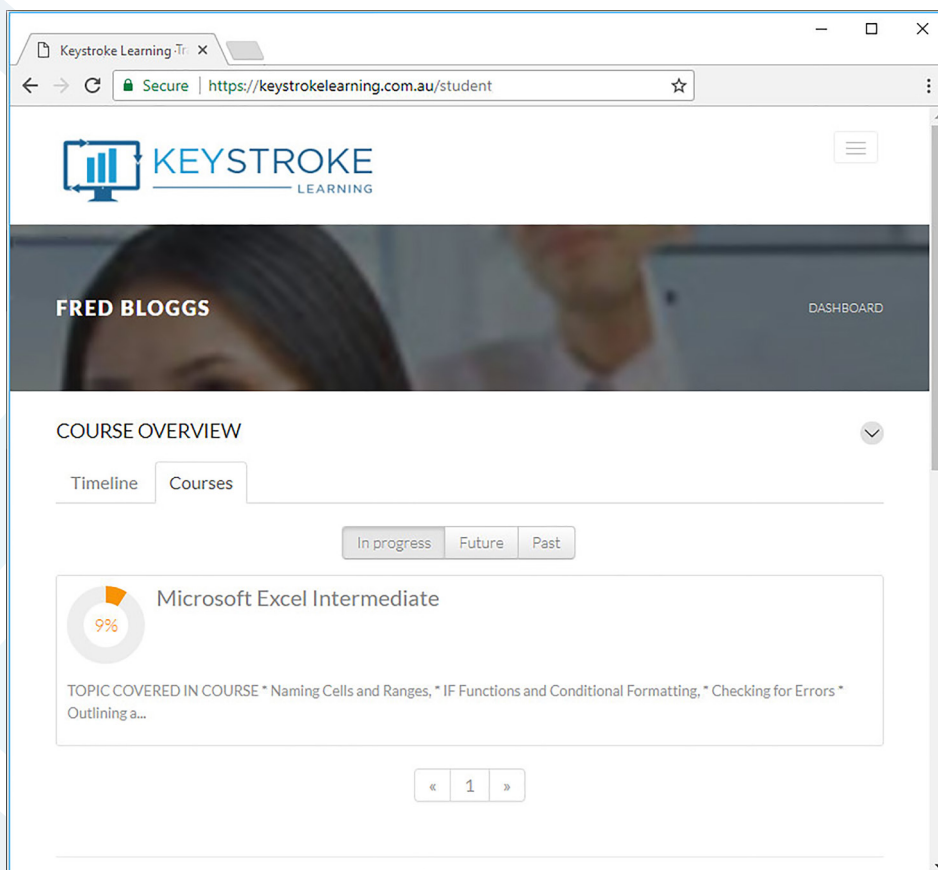 Keystroke Learning - Tr
Secure | https://keystrokelearning.com.au/student
KEYSTROKE
LEARNING
FRED BLOGGS
DASHBOARD
COURSE OVERVIEW
Timeline Courses
In progress Future Past
9%
Microsoft Excel Intermediate
TOPIC COVERED IN COURSE * Naming Cells and Ranges, * IF Functions and Conditional Formatting, * Checking for Errors *
Outlining a...
« 1 »